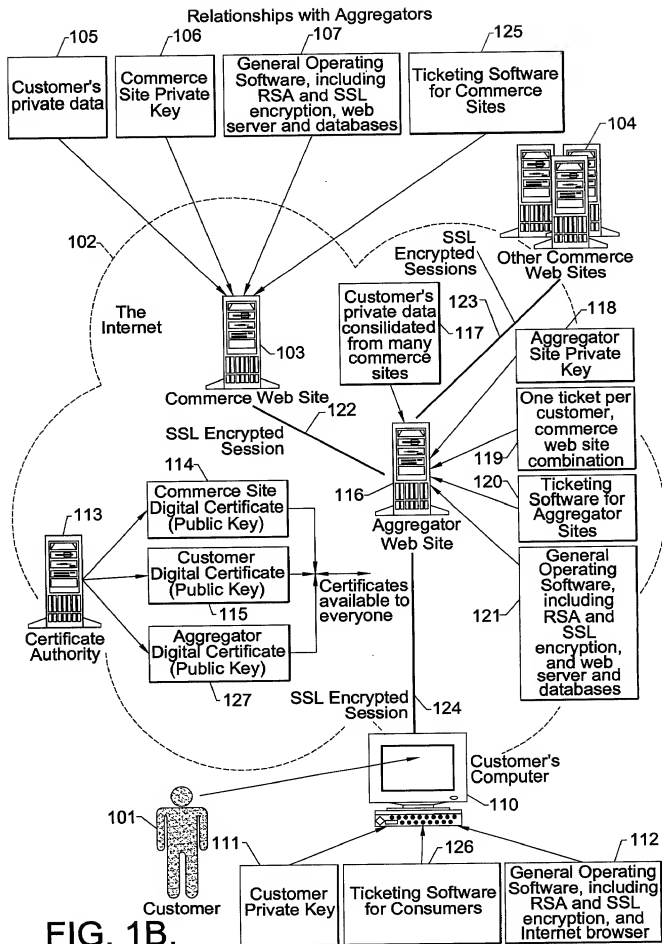 Relationships with Aggregators
105
106
107
125
Customer's
private data
Commerce
Site Private
Key
General Operating
Software, including
RSA and SSL
encryption, web
server and databases
Ticketing Software
for Commerce
Sites
104
102
SSL
Encrypted
Sessions
Other Commerce
Web Sites
The
Internet
103
Customer's
private data
consilidated
from many
commerce
sites
123
117
118
Aggregator
Site Private
Key
Commerce Web Site
122
SSL Encrypted
Session
One ticket per
customer,
commerce
web site
combination
119
114
116
120
Commerce Site
Digital Certificate
(Public Key)
Aggregator
Web Site
Ticketing
Software for
Aggregator
Sites
113
Customer
Digital Certificate
(Public Key)
115
Certificates
available to
everyone
121
General
Operating
Software,
including
RSA and
SSL
encryption,
and web
server and
databases
Certificate
Authority
Aggregator
Digital Certificate
(Public Key)
127
SSL Encrypted
Session
124
Customer's
Computer
110
101
111
126
112
Customer
Customer
Private Key
Ticketing Software
for Consumers
General Operating
Software, including
RSA and SSL
encryption, and
Internet browser
FIG. 1B.